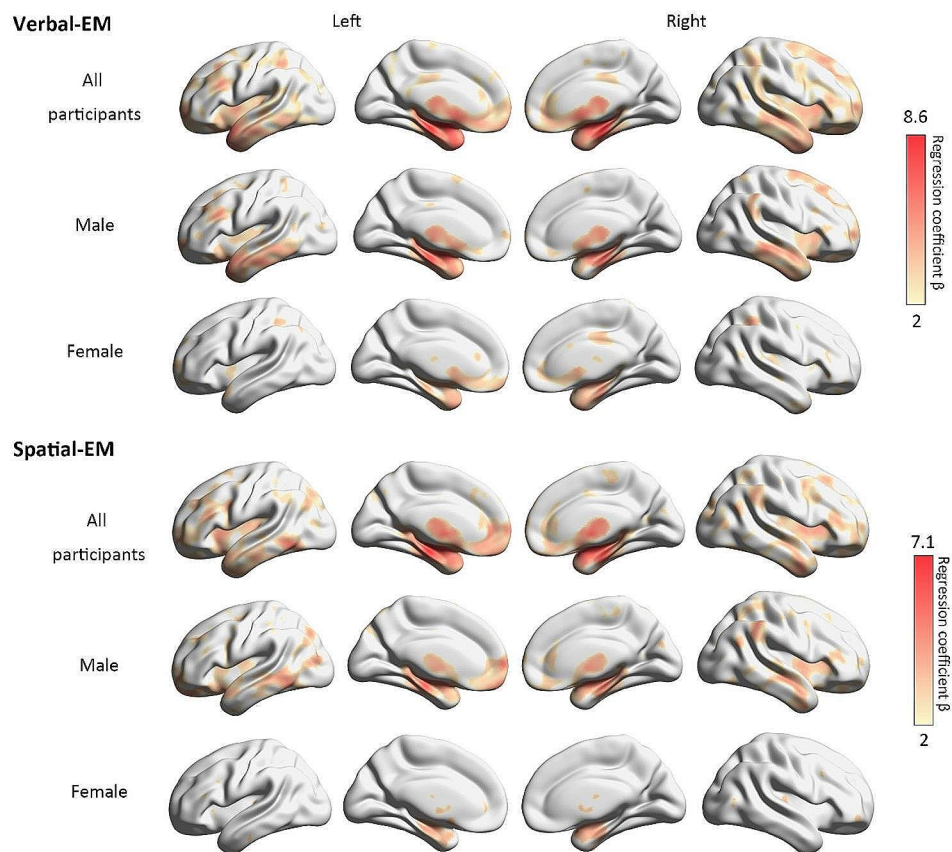 Verbal-EM
Left
Right
All
participants
8.6
Regression coefficient β
2
Male
Female
Spatial-EM
All
participants
7.1
Regression coefficient β
2
Male
Female